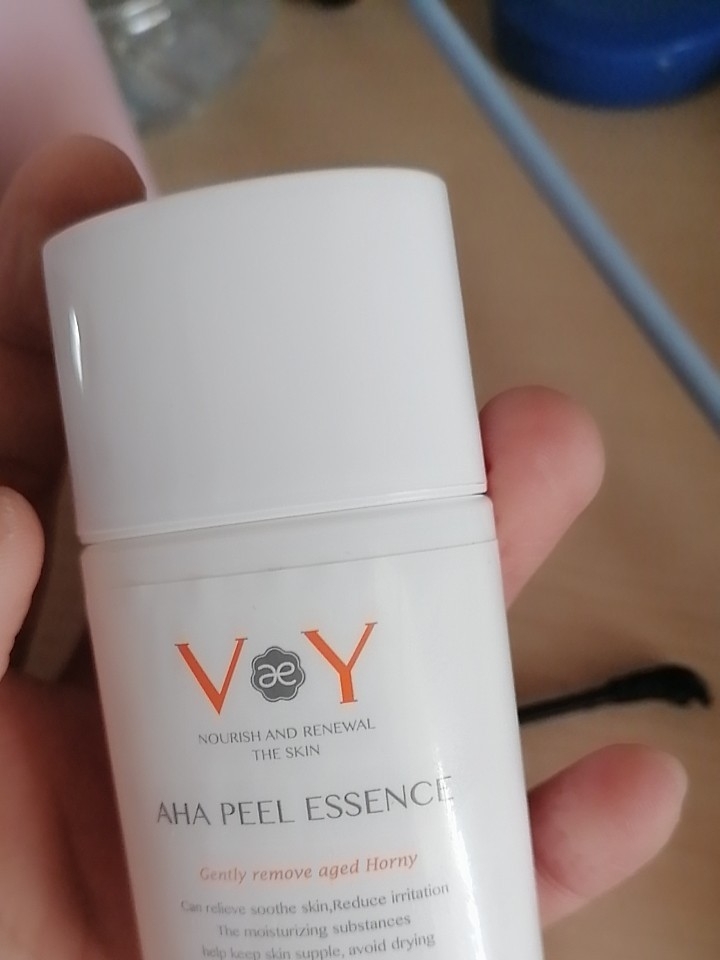 VæY
NOURISH AND RENEWAL
THE SKIN
AHA PEEL ESSENCE
Gently remove aged Horny
Can relieve soothe skin,Reduce irritation
The moisturizing substances
help keep skin supple, avoid drying